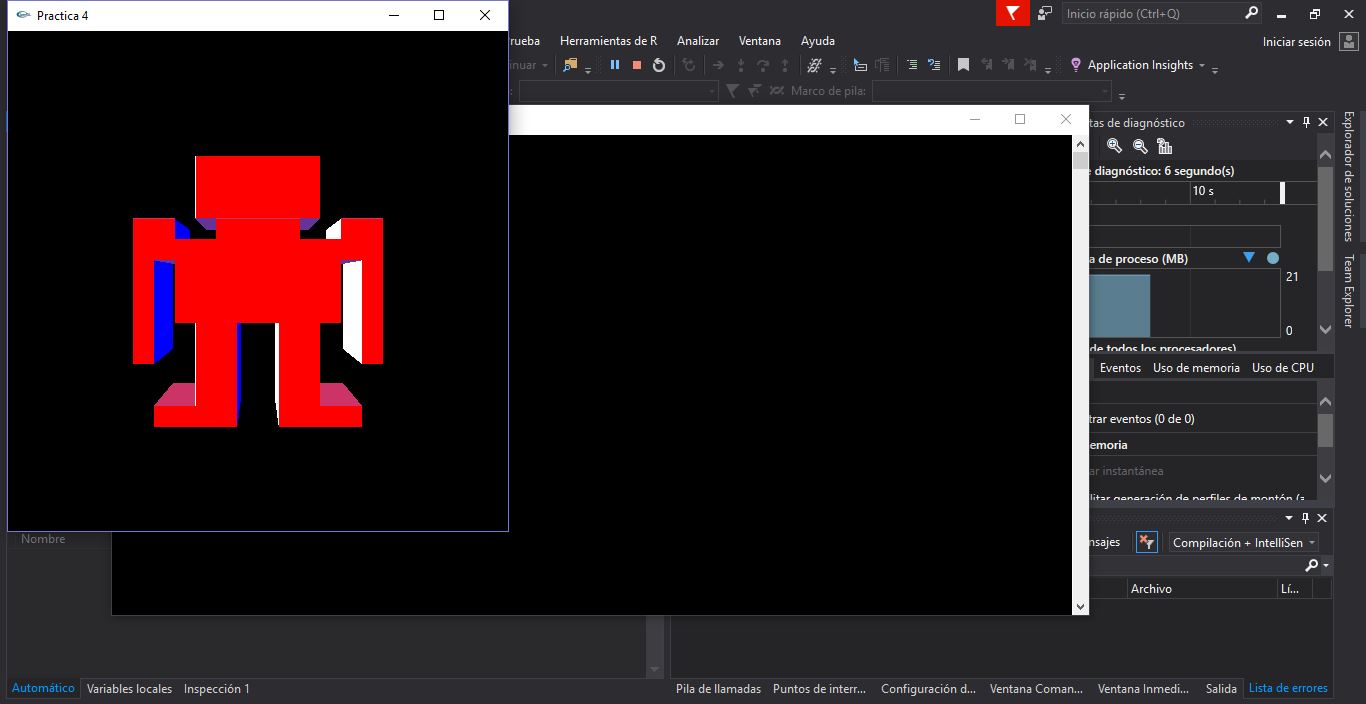 Practica 4
Inicio rápido (Ctrl+Q)
rueba Herramientas de R Analizar Ventana Ayuda
Iniciar sesión
nuar
Application Insights
Marco de pila:
tas de diagnóstico
e diagnóstico: 6 segundo(s)
10 s
a de proceso (MB)
21
0
de todos los procesadores)
Eventos Uso de memoria Uso de CPU
trar eventos (0 de 0)
emoria
ar instantánea
litar generación de perfiles de montón (a
Explorador de soluciones
Team Explorer
Nombre
nsajes
Compilación + IntelliSen
Archivo Lí...
Automático Variables locales Inspección 1
Pila de llamadas Puntos de interr... Configuración d... Ventana Coman... Ventana Inmedi... Salida Lista de errores